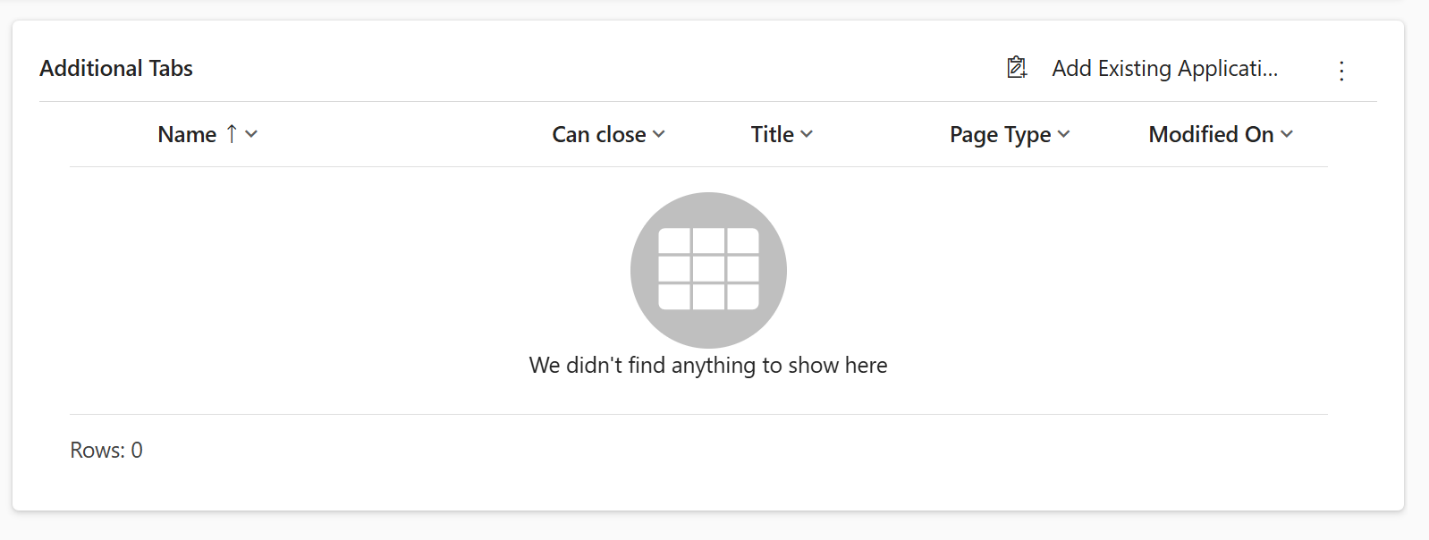 Additional Tabs
Add Existing Applicati...
Name ↑
Can close
Title
Page Type
Modified On
We didn't find anything to show here
Rows: 0